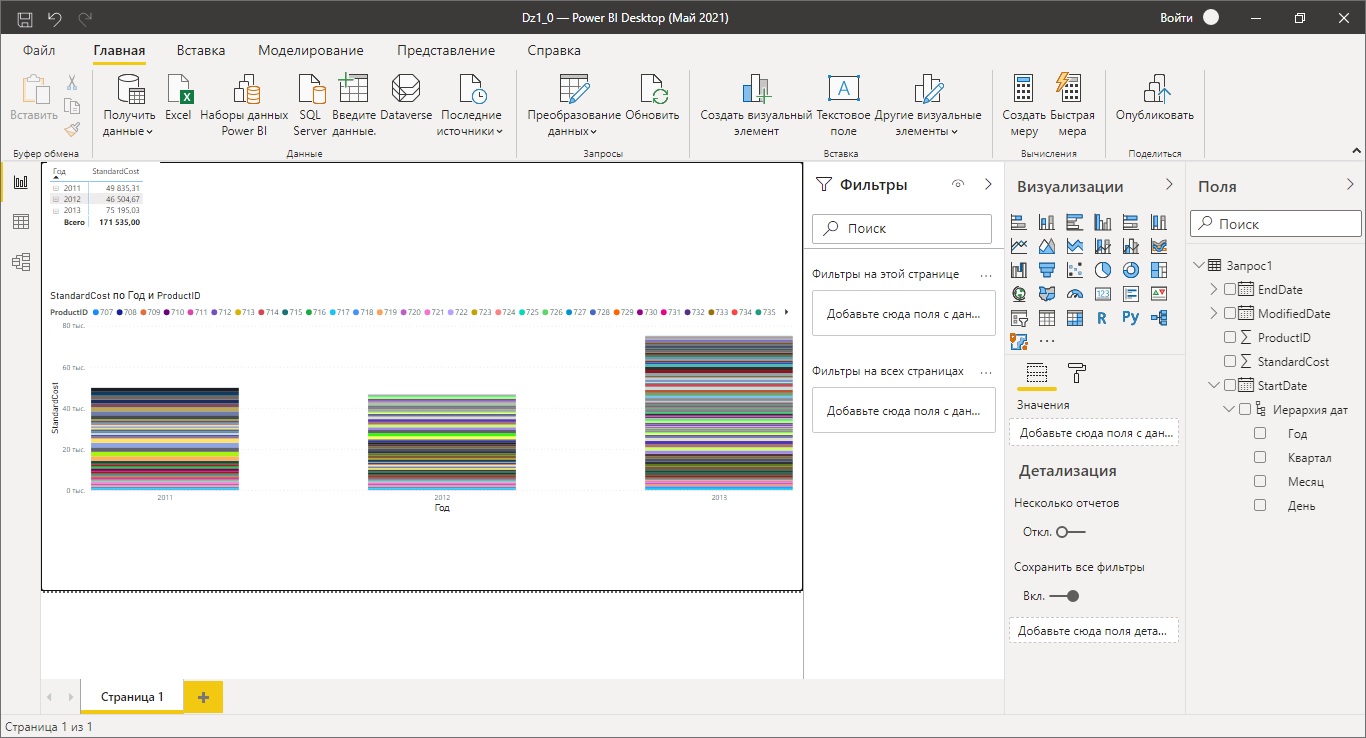 Dz1_0 — Power BI Desktop (Май 2021)
Войти
Файл
Главная
Вставка
Моделирование
Представление
Справка
Вставить
Буфер обмена
Получить
данные
Excel
Наборы данных
Power BI
SQL
Server
Введите
данные.
Dataverse
Последние
источники
Данные
Преобразование
данных
Обновить
Запросы
Создать визуальный
элемент
Текстовое
поле
Другие визуальные
элементы
Вставка
Создать
меру
Быстрая
мера
Вычисления
Опубликовать
Поделиться
Год StandardCost
2011 49 835,31
2012 46 504,67
2013 75 195,03
Всего 171 535,00
StandardCost по Год и ProductID
ProductID 707 708 709 710 711 712 713 714 715 716 717 718 719 720 721 722 723 724 725 726 727 728 729 730 731 732 733 734 735
80 тыс.
60 тыс.
40 тыс.
20 тыс.
0 тыс.
StandardCost
2011 2012 2013
Год
Фильтры
Поиск
Фильтры на этой странице ...
Добавьте сюда поля с дан...
Фильтры на всех страницах ...
Добавьте сюда поля с дан...
Визуализации
123
R
Py
...
Значения
Добавьте сюда поля с дан...
Детализация
Несколько отчетов
Откл.
Сохранить все фильтры
Вкл.
Добавьте сюда поля дета...
Поля
Поиск
Запрос1
EndDate
ModifiedDate
ProductID
StandardCost
StartDate
Иерархия дат
Год
Квартал
Месяц
День
Страница 1
Страница 1 из 1